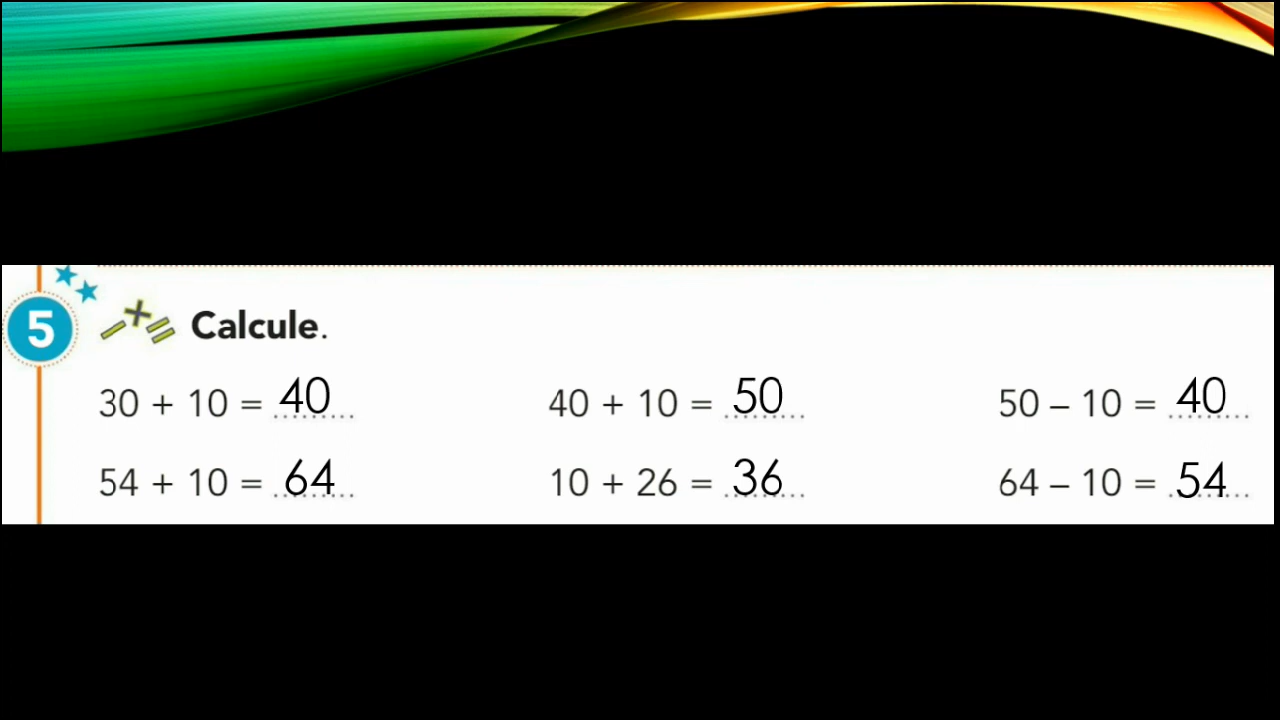 5 Calcule.
30 + 10 = 40 40 + 10 = 50 50 – 10 = 40
54 + 10 = 64 10 + 26 = 36 64 – 10 = 54